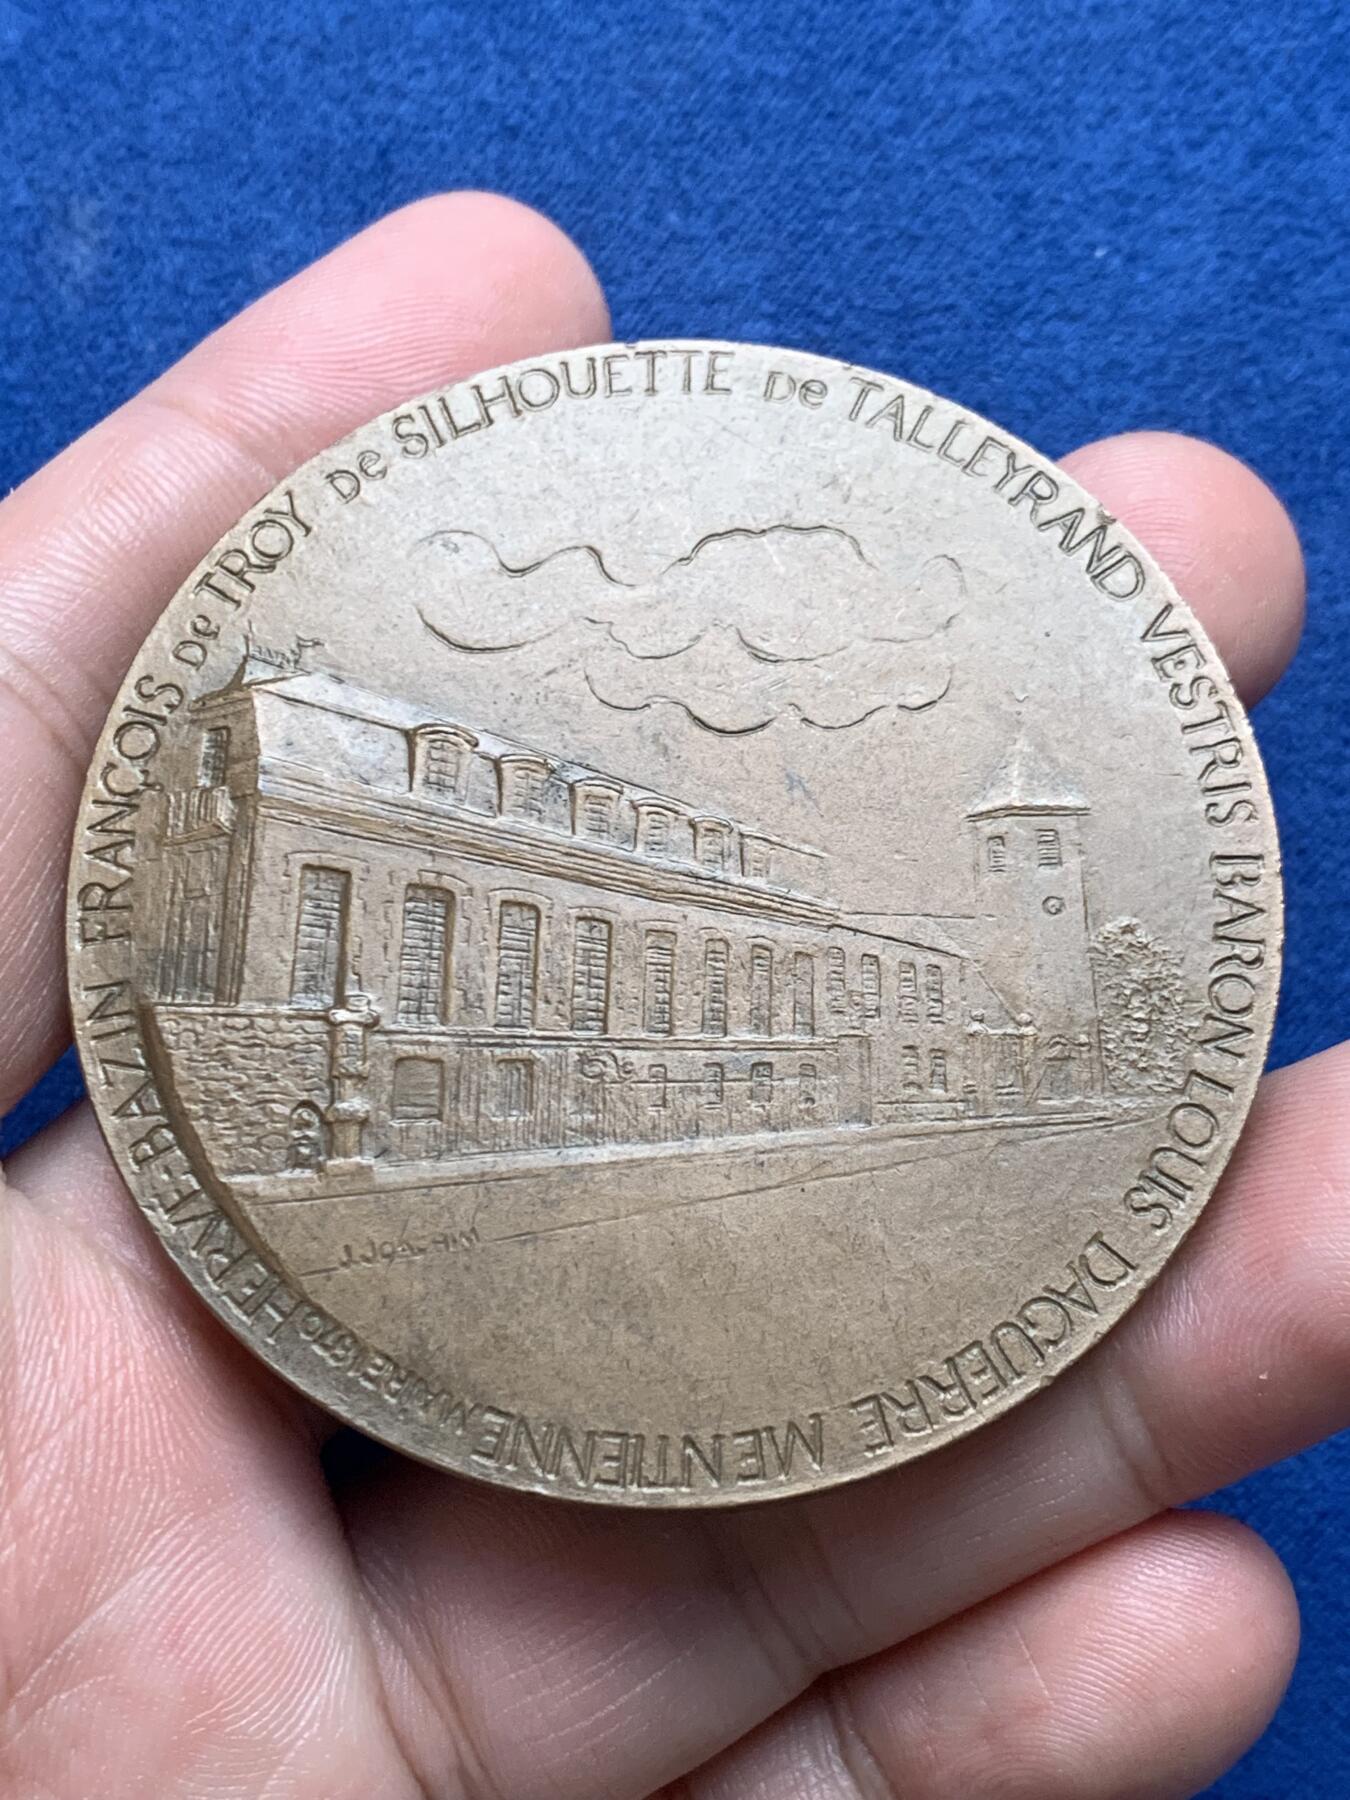 FRANÇOIS De TROY De SILHOUETTE De TALLEYRAND VESTRIS BARON LOUIS DAGUERRE MENTIENNE MAIRE 1870 HERVÉ-BAZIN
J. JOACHIM